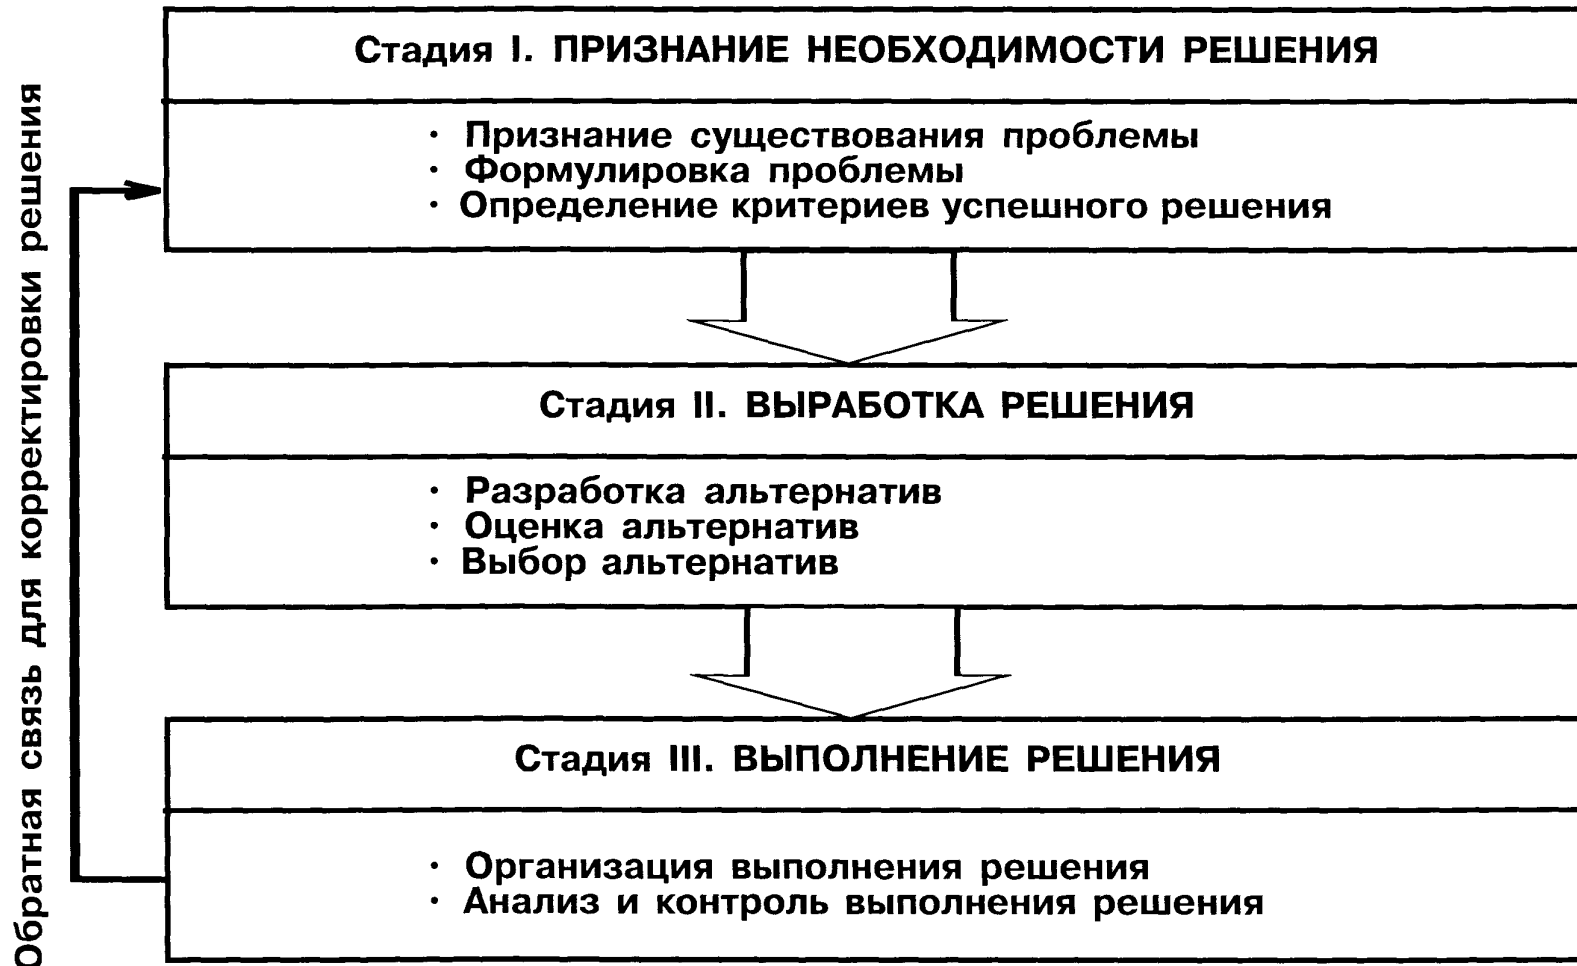 Стадия I. ПРИЗНАНИЕ НЕОБХОДИМОСТИ РЕШЕНИЯ
· Признание существования проблемы
· Формулировка проблемы
· Определение критериев успешного решения
Стадия II. ВЫРАБОТКА РЕШЕНИЯ
· Разработка альтернатив
· Оценка альтернатив
· Выбор альтернатив
Стадия III. ВЫПОЛНЕНИЕ РЕШЕНИЯ
· Организация выполнения решения
· Анализ и контроль выполнения решения
Обратная связь для корректировки решения